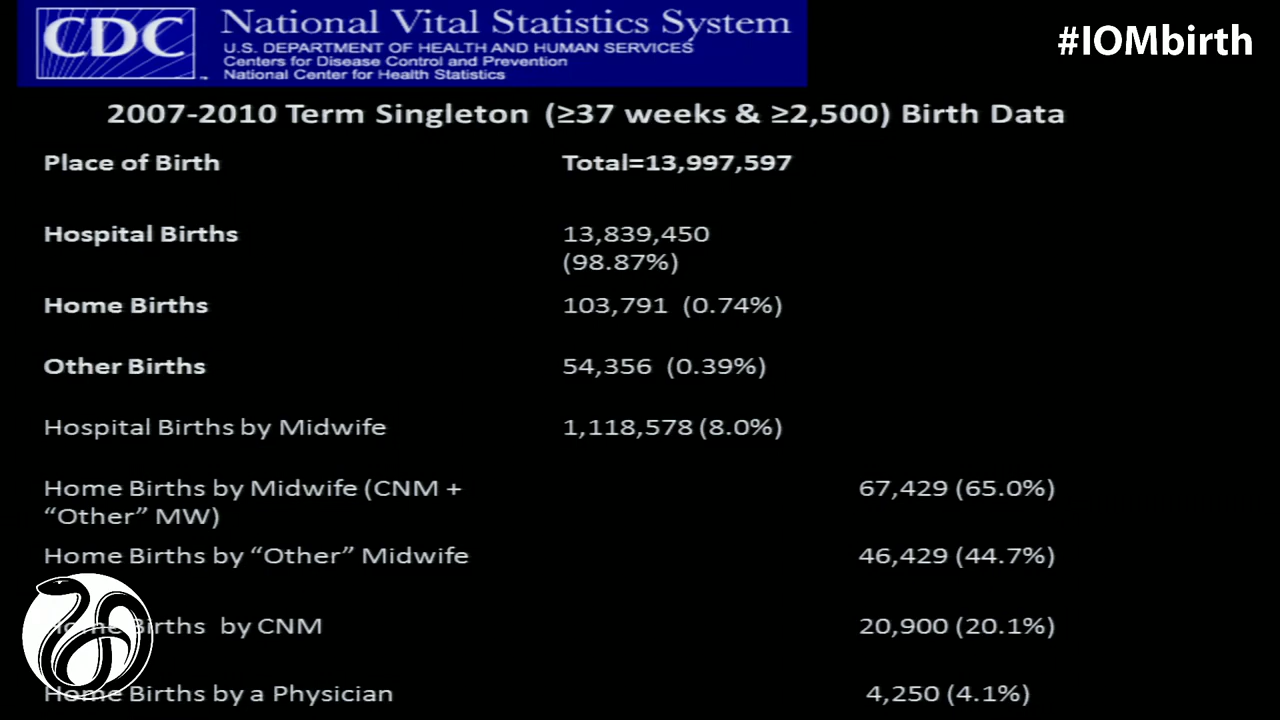 CDC
National Vital Statistics System
U.S. DEPARTMENT OF HEALTH AND HUMAN SERVICES
Centers for Disease Control and Prevention
National Center for Health Statistics
#IOMbirth
2007-2010 Term Singleton (≥37 weeks & ≥2,500) Birth Data
Place of Birth Total=13,997,597
Hospital Births 13,839,450
(98.87%)
Home Births 103,791 (0.74%)
Other Births 54,356 (0.39%)
Hospital Births by Midwife 1,118,578 (8.0%)
Home Births by Midwife (CNM + 67,429 (65.0%)
“Other” MW)
Home Births by “Other” Midwife 46,429 (44.7%)
Home Births by CNM 20,900 (20.1%)
Home Births by a Physician 4,250 (4.1%)